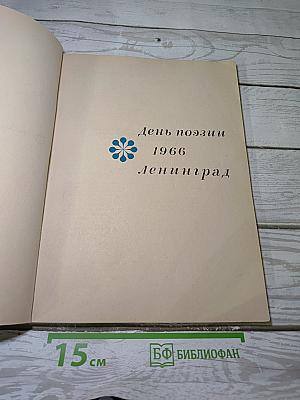 День поэзии
1966
Ленинград
15 см
БФ БИБЛИОФАН